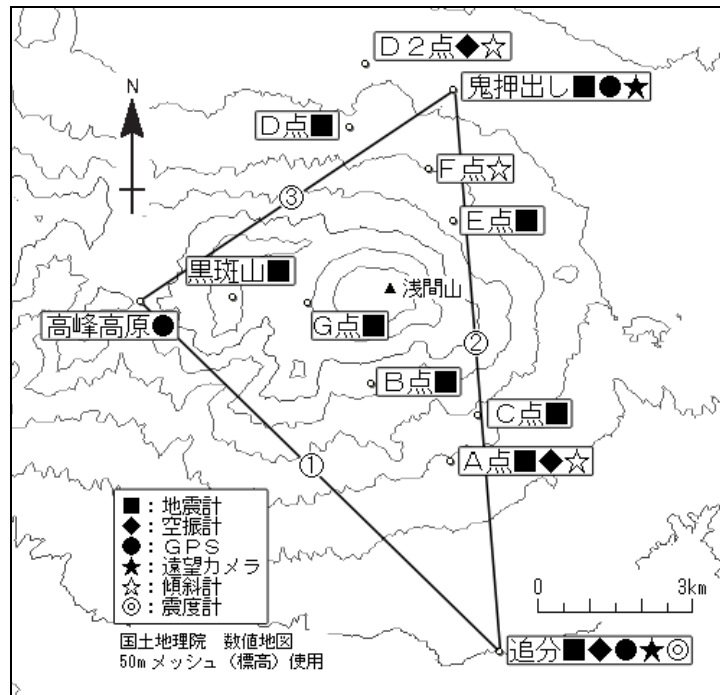 D2点◆☆
鬼押出し■●★
N
D点■
F点☆
③
E点■
黒斑山■
▲浅間山
高峰高原●
G点■
②
B点■
C点■
①
A点■◆☆
■：地震計
◆：空振計
●：GPS
★：遠望カメラ
☆：傾斜計
◎：震度計
0 3km
国土地理院 数値地図
50mメッシュ（標高）使用
追分■◆●★◎